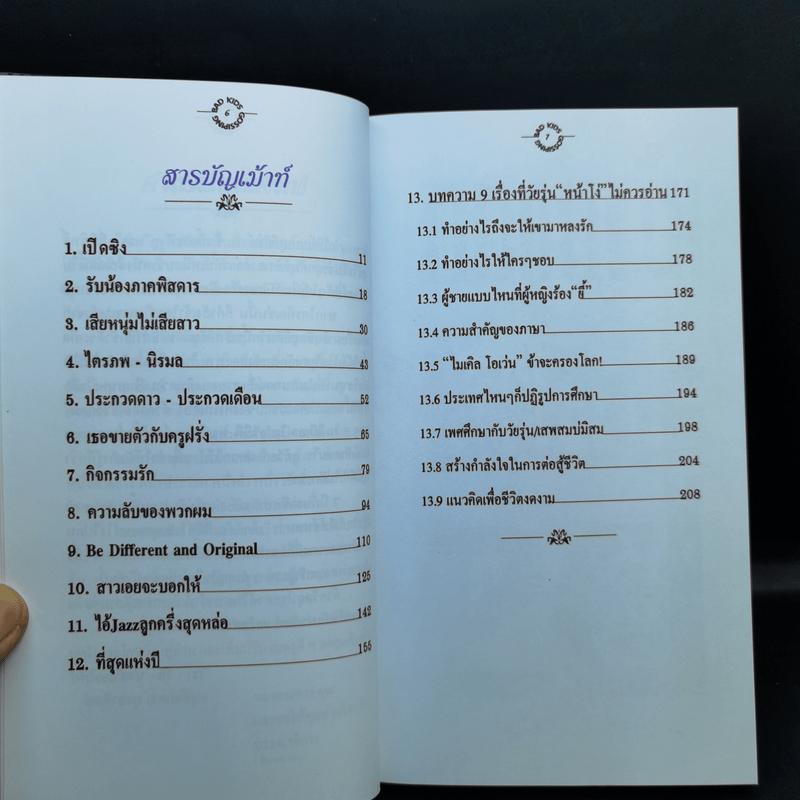 BAD KIDS GOSSIPING
6
สารบัญเม้าท์
1. เปิดซิง 11
2. รับน้องภาคพิสดาร 18
3. เสียหนุ่มไม่เสียสาว 30
4. ไตรภพ - นิรมล 43
5. ประกวดดาว - ประกวดเดือน 52
6. เธอขายตัวกับครูฝรั่ง 65
7. กิจกรรมรัก 79
8. ความลับของพวกผม 94
9. Be Different and Original 110
10. สาวเอยจะบอกให้ 125
11. ไอ้Jazzลูกครึ่งสุดหล่อ 142
12. ที่สุดแห่งปี 155
BAD KIDS GOSSIPING
7
13. บทความ 9 เรื่องที่วัยรุ่น“หน้าโง่”ไม่ควรอ่าน 171
13.1 ทำอย่างไรถึงจะให้เขามาหลงรัก 174
13.2 ทำอย่างไรให้ใครๆชอบ 178
13.3 ผู้ชายแบบไหนที่ผู้หญิงร้อง“ยี้” 182
13.4 ความสำคัญของภาษา 186
13.5 “ไมเคิล โอเว่น” ข้าจะครองโลก! 189
13.6 ประเทศไหนๆก็ปฏิรูปการศึกษา 194
13.7 เพศศึกษากับวัยรุ่น/เสพสมบ่มิสม 198
13.8 สร้างกำลังใจในการต่อสู้ชีวิต 204
13.9 แนวคิดเพื่อชีวิตงดงาม 208